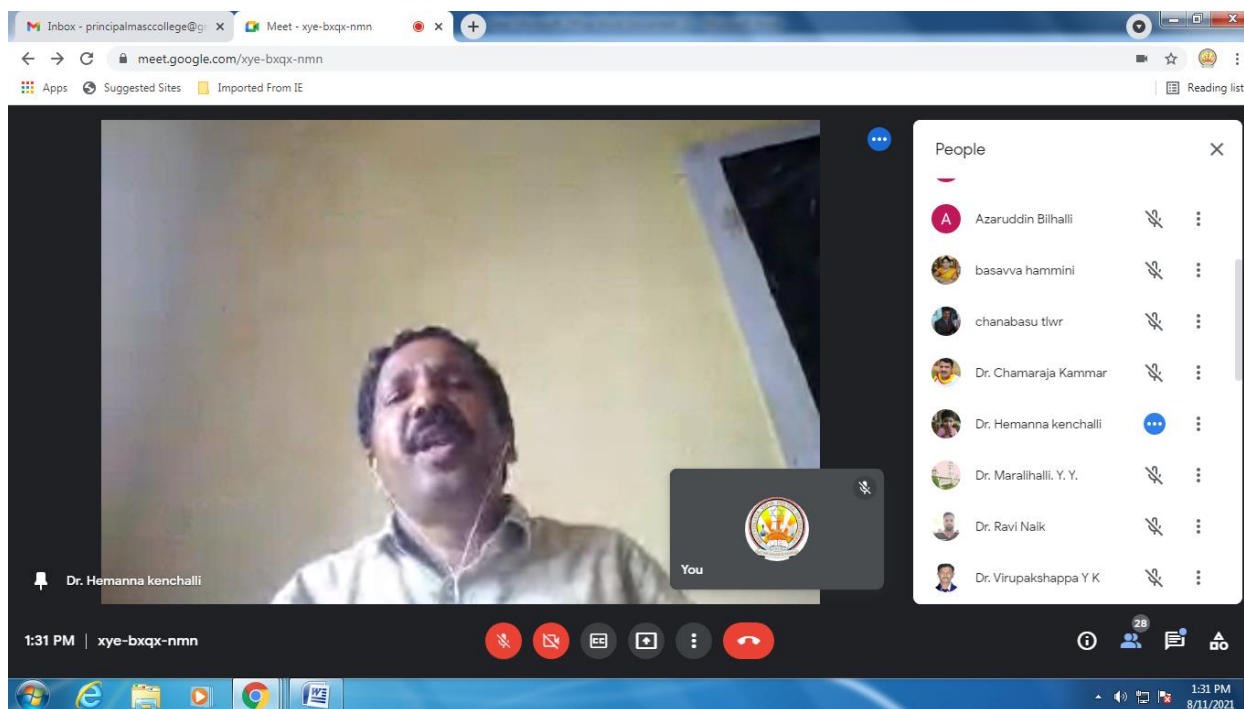 Inbox - principalmasccollege@g
Meet - xye-bxqx-nmn
meet.google.com/xye-bxqx-nmn
Apps Suggested Sites Imported From IE Reading list
People
Azaruddin Bilhalli
basavva hammini
chanabasu tlwr
Dr. Chamaraja Kammar
Dr. Hemanna kenchalli
Dr. Maralihalli. Y. Y.
Dr. Ravi Naik
Dr. Virupakshappa Y K
A
You
Dr. Hemanna kenchalli
1:31 PM | xye-bxqx-nmn
CC
28
1:31 PM
8/11/2021